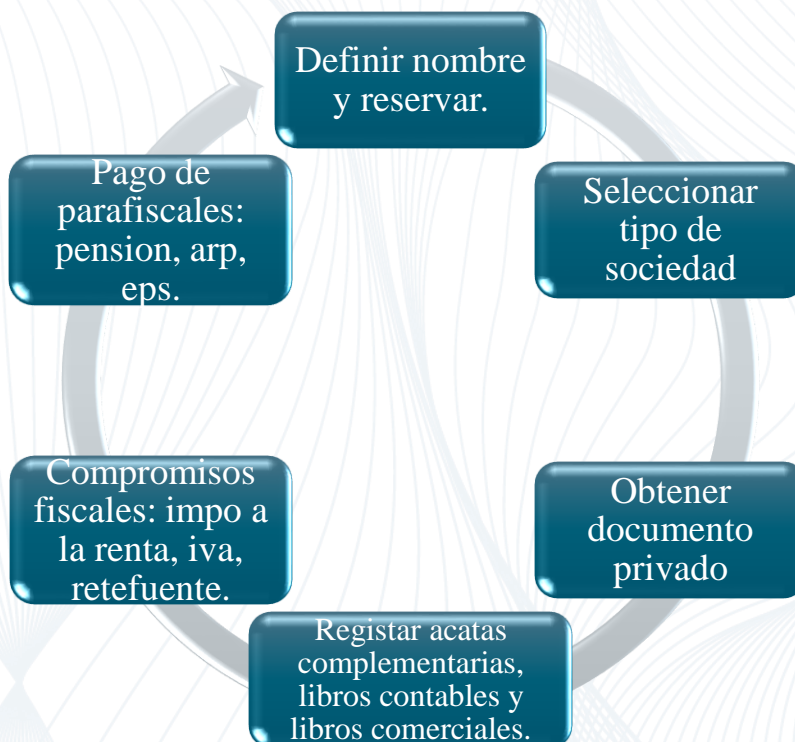 Definir nombre
y reservar.
Seleccionar
tipo de
sociedad
Obtener
documento
privado
Registar acatas
complementarias,
libros contables y
libros comerciales.
Compromisos
fiscales: impo a
la renta, iva,
retefuente.
Pago de
parafiscales:
pension, arp,
eps.